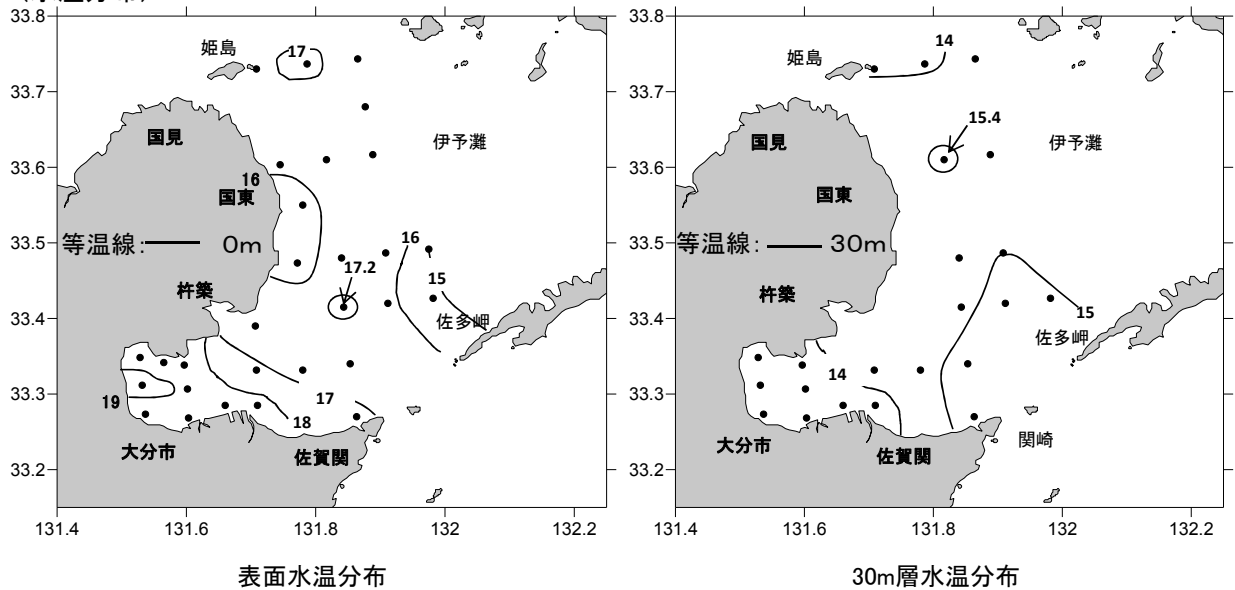 33.8
33.7
33.6
33.5
33.4
33.3
33.2
131.4
131.6
131.8
132
132.2
姫島
17
国見
伊予灘
16
国東
等温線: 0m
16
17.2
15
杵築
佐多岬
19
17
18
大分市
佐賀関
表面水温分布
33.8
33.7
33.6
33.5
33.4
33.3
33.2
131.4
131.6
131.8
132
132.2
14
姫島
15.4
国見
伊予灘
国東
等温線: 30m
杵築
15
佐多岬
14
関崎
大分市
佐賀関
30m層水温分布